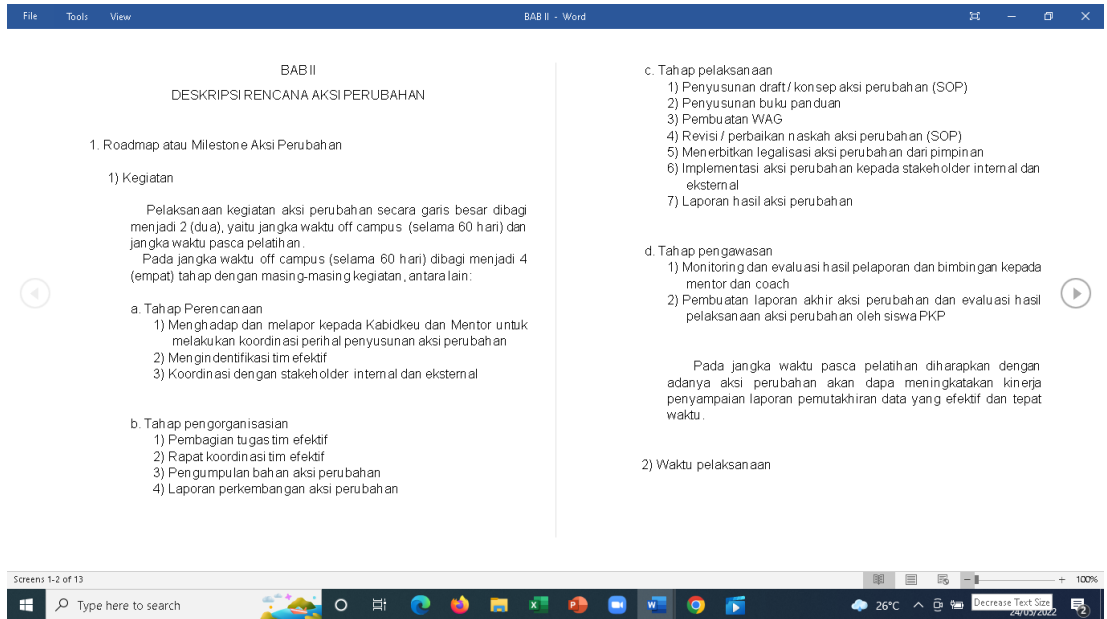 File Tools View BAB II - Word
BAB II
DESKRIPSI RENCANA AKSI PERUBAHAN
1. Roadmap atau Milestone Aksi Perubahan
1) Kegiatan
Pelaksanaan kegiatan aksi perubahan secara garis besar dibagi
menjadi 2 (dua), yaitu jangka waktu off campus (selama 60 hari) dan
jangka waktu pasca pelatihan.
Pada jangka waktu off campus (selama 60 hari) dibagi menjadi 4
(empat) tahap dengan masing-masing kegiatan, antara lain:
a. Tahap Perencanaan
1) Menghadap dan melapor kepada Kabidkeu dan Mentor untuk
melakukan koordinasi perihal penyusunan aksi perubahan
2) Mengindentifikasi tim efektif
3) Koordinasi dengan stakeholder internal dan eksternal
b. Tahap pengorganisasian
1) Pembagian tugas tim efektif
2) Rapat koordinasi tim efektif
3) Pengumpulan bahan aksi perubahan
4) Laporan perkembangan aksi perubahan
c. Tahap pelaksanaan
1) Penyusunan draft / konsep aksi perubahan (SOP)
2) Penyusunan buku panduan
3) Pembuatan WAG
4) Revisi / perbaikan naskah aksi perubahan (SOP)
5) Menerbitkan legalisasi aksi perubahan dari pimpinan
6) Implementasi aksi perubahan kepada stakeholder internal dan
eksternal
7) Laporan hasil aksi perubahan
d. Tahap pengawasan
1) Monitoring dan evaluasi hasil pelaporan dan bimbingan kepada
mentor dan coach
2) Pembuatan laporan akhir aksi perubahan dan evaluasi hasil
pelaksanaan aksi perubahan oleh siswa PKP
Pada jangka waktu pasca pelatihan diharapkan dengan
adanya aksi perubahan akan dapa meningkatakan kinerja
penyampaian laporan pemutakhiran data yang efektif dan tepat
waktu.
2) Waktu pelaksanaan
Screens 1-2 of 13
100%
Type here to search
26°C
Decrease Text Size
24/05/2022
2